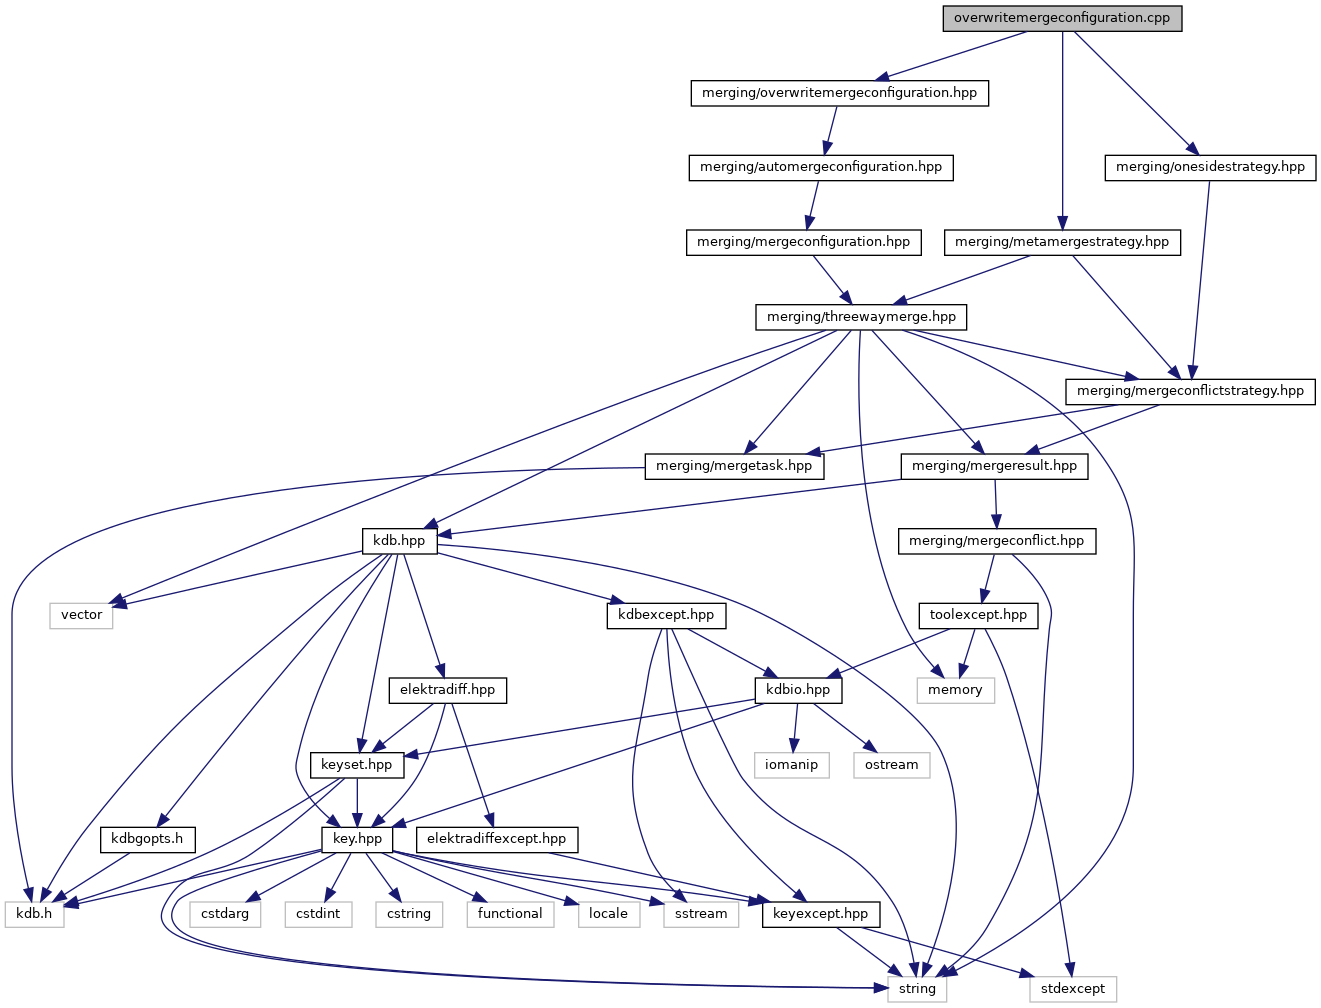 overwritemergeconfiguration.cpp
merging/overwritemergeconfiguration.hpp
merging/automergeconfiguration.hpp
merging/onesidestrategy.hpp
merging/mergeconfiguration.hpp
merging/metamergestrategy.hpp
merging/threewaymerge.hpp
merging/mergeconflictstrategy.hpp
merging/mergetask.hpp
merging/mergeresult.hpp
kdb.hpp
merging/mergeconflict.hpp
vector
kdbexcept.hpp
toolexcept.hpp
elektradiff.hpp
kdbio.hpp
memory
keyset.hpp
iomanip
ostream
kdbgopts.h
key.hpp
elektradiffexcept.hpp
kdb.h
cstdarg
cstdint
cstring
functional
locale
sstream
keyexcept.hpp
string
stdexcept